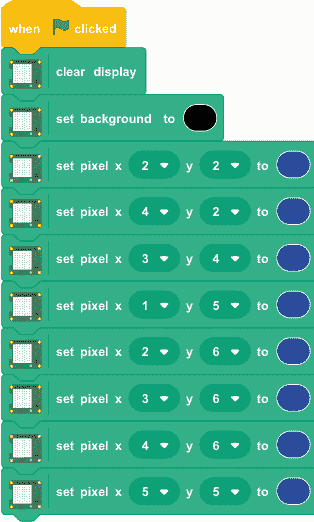 when clicked
clear display
set background to
set pixel x 2 y 2 to
set pixel x 4 y 2 to
set pixel x 3 y 4 to
set pixel x 1 y 5 to
set pixel x 2 y 6 to
set pixel x 3 y 6 to
set pixel x 4 y 6 to
set pixel x 5 y 5 to